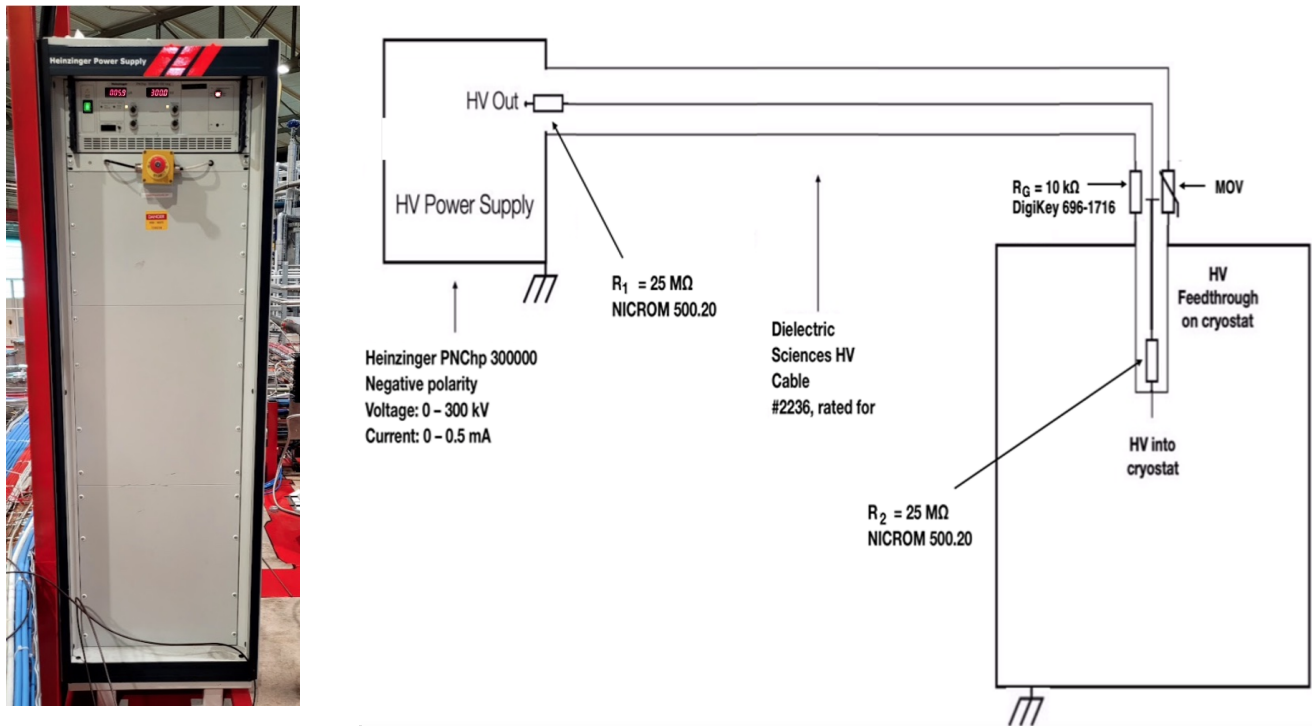 Heinzinger Power Supply
005.9
300.0
DANGER
HV Out
HV Power Supply
R1 = 25 MΩ
NICROM 500.20
Heinzinger PNChp 300000
Negative polarity
Voltage: 0 – 300 kV
Current: 0 – 0.5 mA
Dielectric
Sciences HV
Cable
#2236, rated for
RG = 10 kΩ
DigiKey 696-1716
MOV
HV
Feedthrough
on cryostat
HV into
cryostat
R2 = 25 MΩ
NICROM 500.20